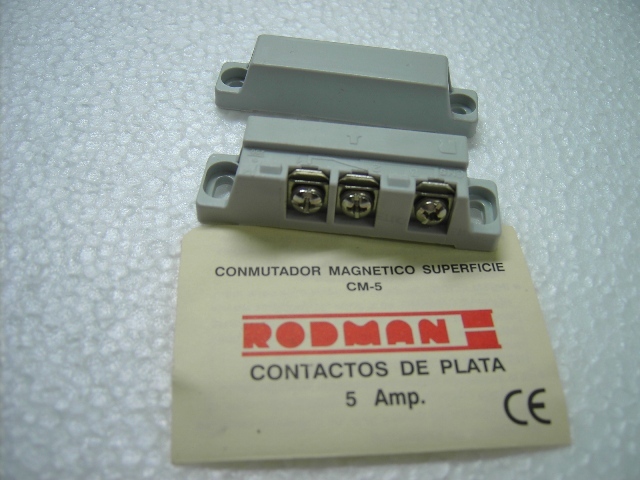 CONMUTADOR MAGNETICO SUPERFICIE
CM-5
RODMAN
CONTACTOS DE PLATA
5 Amp.
CE